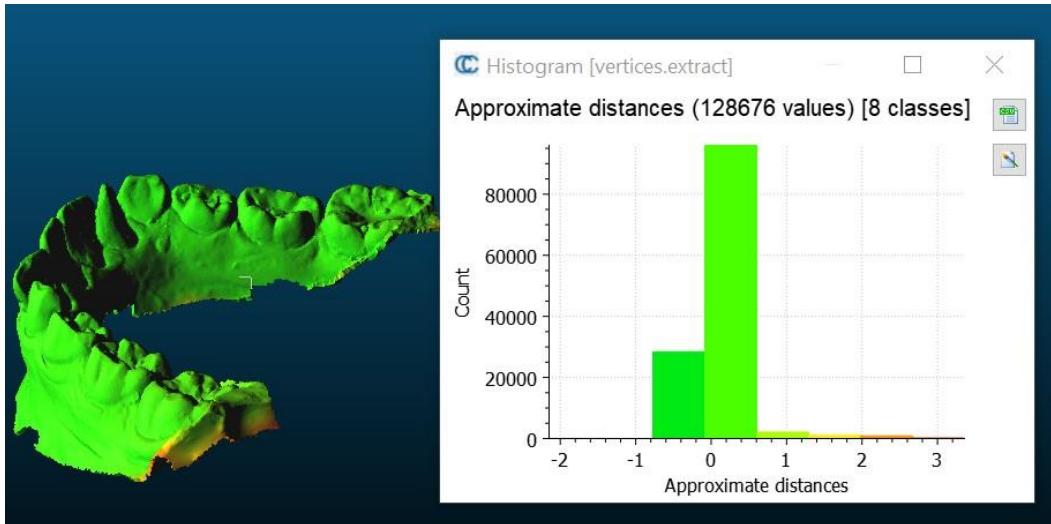 Histogram [vertices.extract]
Approximate distances (128676 values) [8 classes]
CSV
80000
60000
40000
20000
0
Count
-2 -1 0 1 2 3
Approximate distances